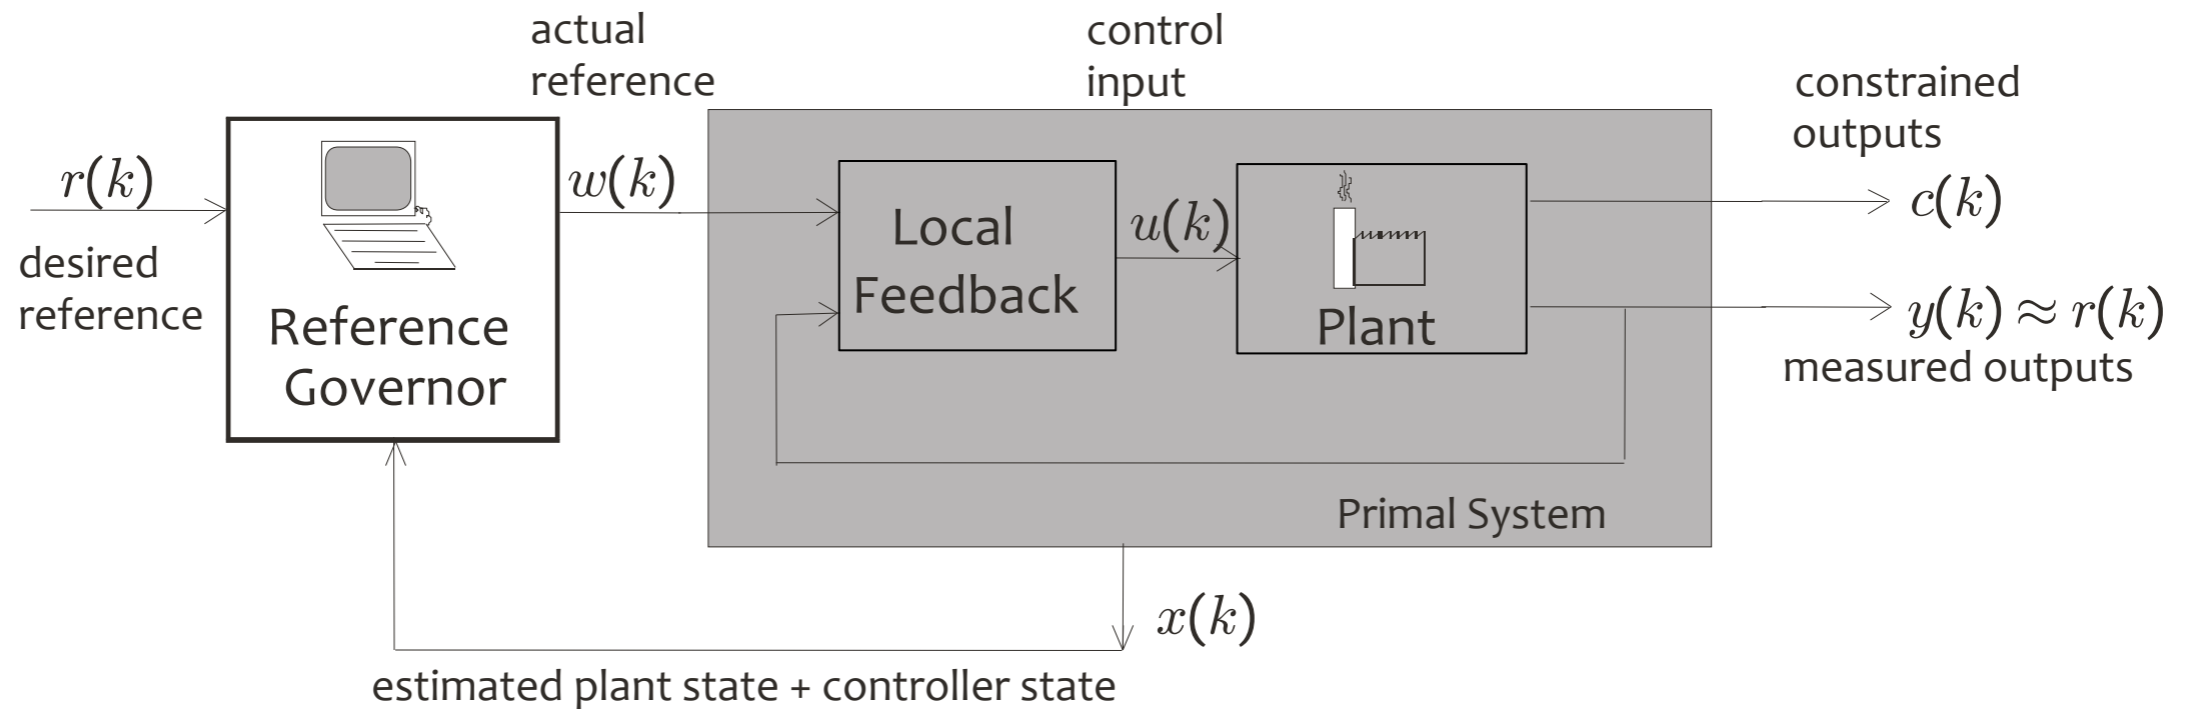 actual
reference
control
input
constrained
outputs
r(k)
w(k)
desired
reference
Reference
Governor
Local
Feedback
u(k)
Plant
c(k)
y(k) ≈ r(k)
measured outputs
Primal System
x(k)
estimated plant state + controller state